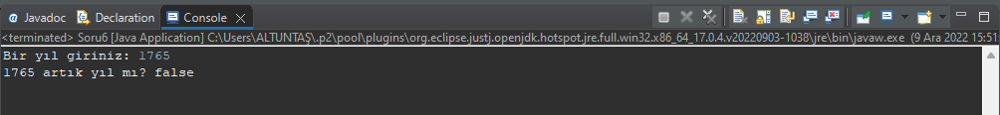 Javadoc Declaration Console
<terminated> Soru6 [Java Application] C:\Users\ALTUNTAŞ\.p2\pool\plugins\org.eclipse.justj.openjdk.hotspot.jre.full.win32.x86_64_17.0.4.v20220903-1038\jre\bin\javaw.exe (9 Ara 2022 15:51
Bir yıl giriniz: 1765
1765 artık yıl mı? false